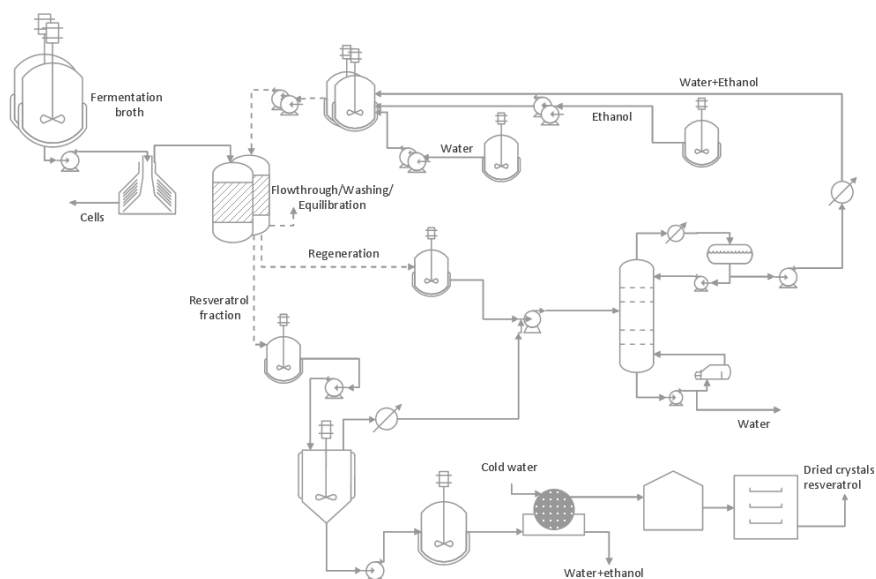 Water+Ethanol
Fermentation
broth
Ethanol
Water
Flowthrough/Washing/
Equilibration
Cells
Regeneration
Resveratrol
fraction
Water
Cold water
Dried crystals
resveratrol
Water+ethanol